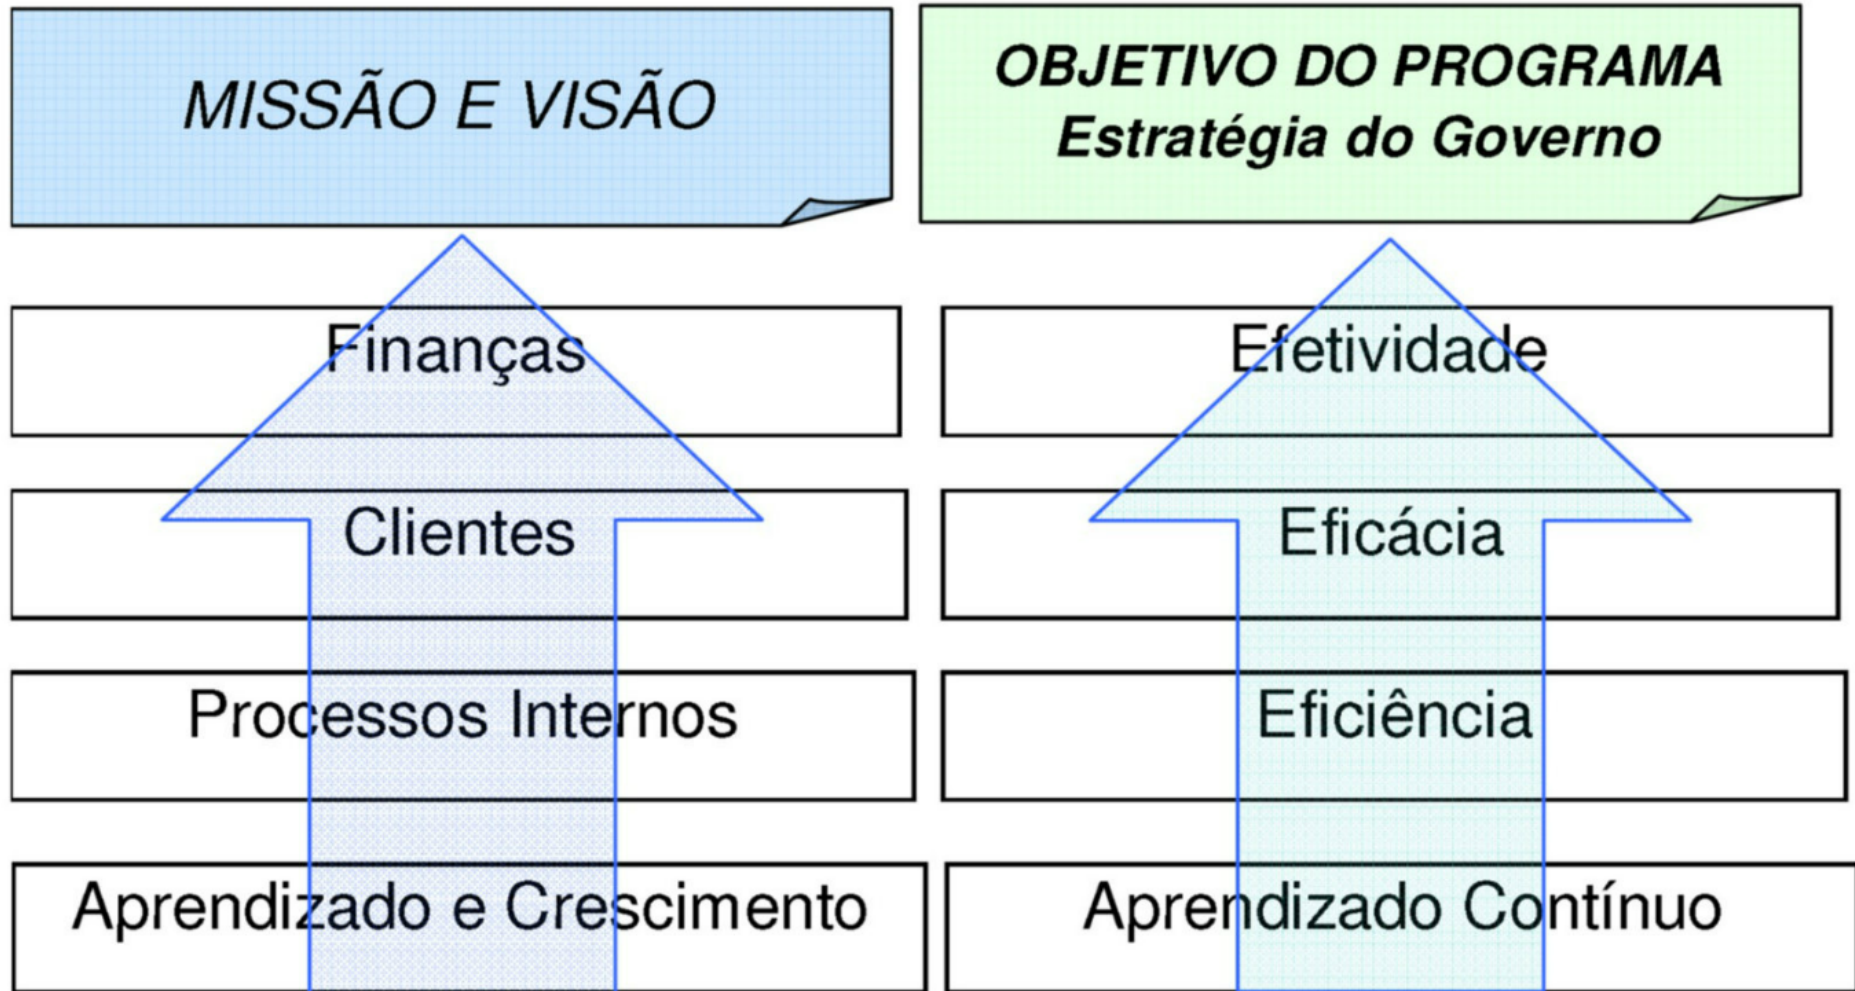 MISSÃO E VISÃO
OBJETIVO DO PROGRAMA
Estratégia do Governo
Finanças
Efetividade
Clientes
Eficácia
Processos Internos
Eficiência
Aprendizado e Crescimento
Aprendizado Contínuo